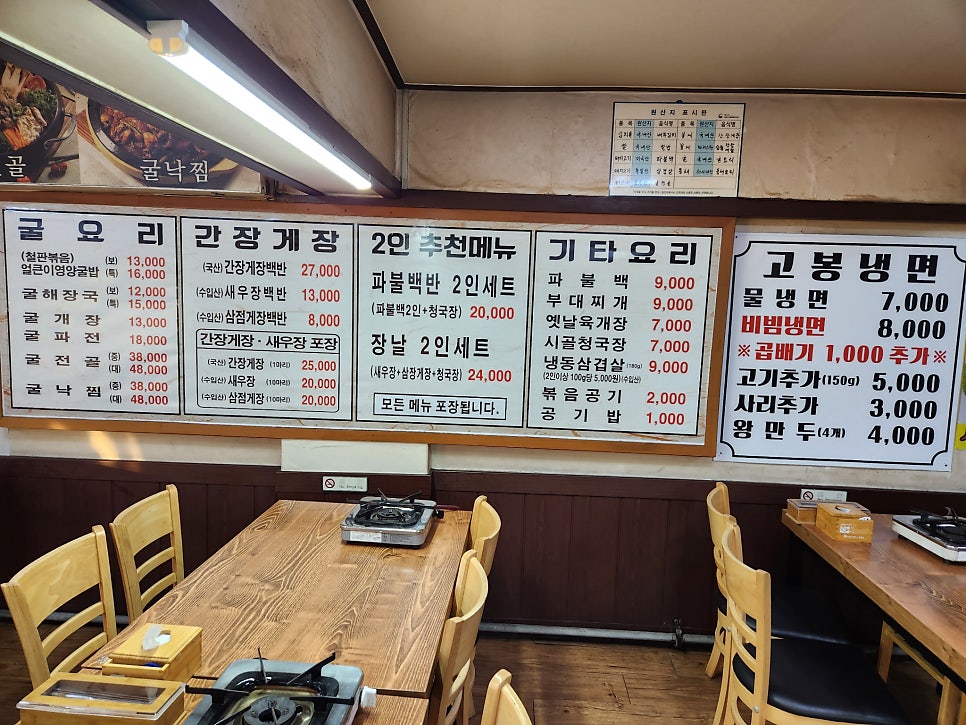 골
굴낙찜
원산지 표시판
굴 요 리
(철판볶음)
얼큰이영양굴밥 (보) 13,000
(특) 16,000
굴해장국 (보) 12,000
(특) 15,000
굴 개 장 13,000
굴 파 전 18,000
굴 전 골 (중) 38,000
(대) 48,000
굴 낙 찜 (중) 38,000
(대) 48,000
간장게장
(국산) 간장게장백반 27,000
(수입산) 새우장백반 13,000
(수입산) 삼점게장백반 8,000
간장게장·새우장 포장
(국산) 간장게장 (1마리) 25,000
(수입산) 새우장 (10마리) 20,000
(수입산) 삼점게장 (10마리) 20,000
2인 추천메뉴
파불백반 2인세트
(파불백2인+청국장) 20,000
장날 2인세트
(새우장+삼장게장+청국장) 24,000
모든 메뉴 포장됩니다.
기타요리
파 불 백 9,000
부대찌개 9,000
옛날육개장 7,000
시골청국장 7,000
냉동삼겹살 (180g) 9,000
(2인이상 100g당 5,000원)(수입산)
볶음공기 2,000
공 기 밥 1,000
고봉냉면
물냉면 7,000
비빔냉면 8,000
※곱배기 1,000 추가※
고기추가(150g) 5,000
사리추가 3,000
왕만두(4개) 4,000